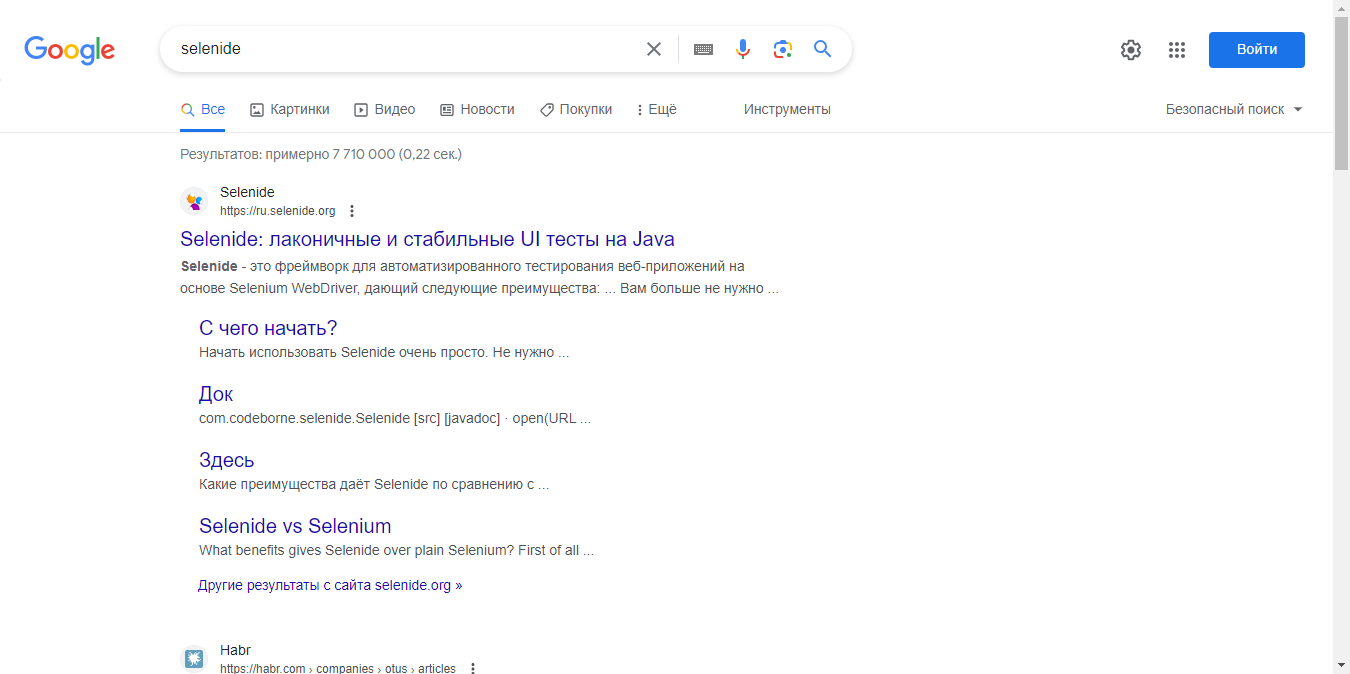 Google
selenide
Войти
Все
Картинки
Видео
Новости
Покупки
Ещё
Инструменты
Безопасный поиск
Результатов: примерно 7 710 000 (0,22 сек.)
Selenide
https://ru.selenide.org
Selenide: лаконичные и стабильные UI тесты на Java
Selenide - это фреймворк для автоматизированного тестирования веб-приложений на
основе Selenium WebDriver, дающий следующие преимущества: ... Вам больше не нужно ...
С чего начать?
Начать использовать Selenide очень просто. Не нужно ...
Док
com.codeborne.selenide.Selenide [src] [javadoc] · open(URL ...
Здесь
Какие преимущества даёт Selenide по сравнению с ...
Selenide vs Selenium
What benefits gives Selenide over plain Selenium? First of all ...
Другие результаты с сайта selenide.org »
Habr
https://habr.com › companies › otus › articles